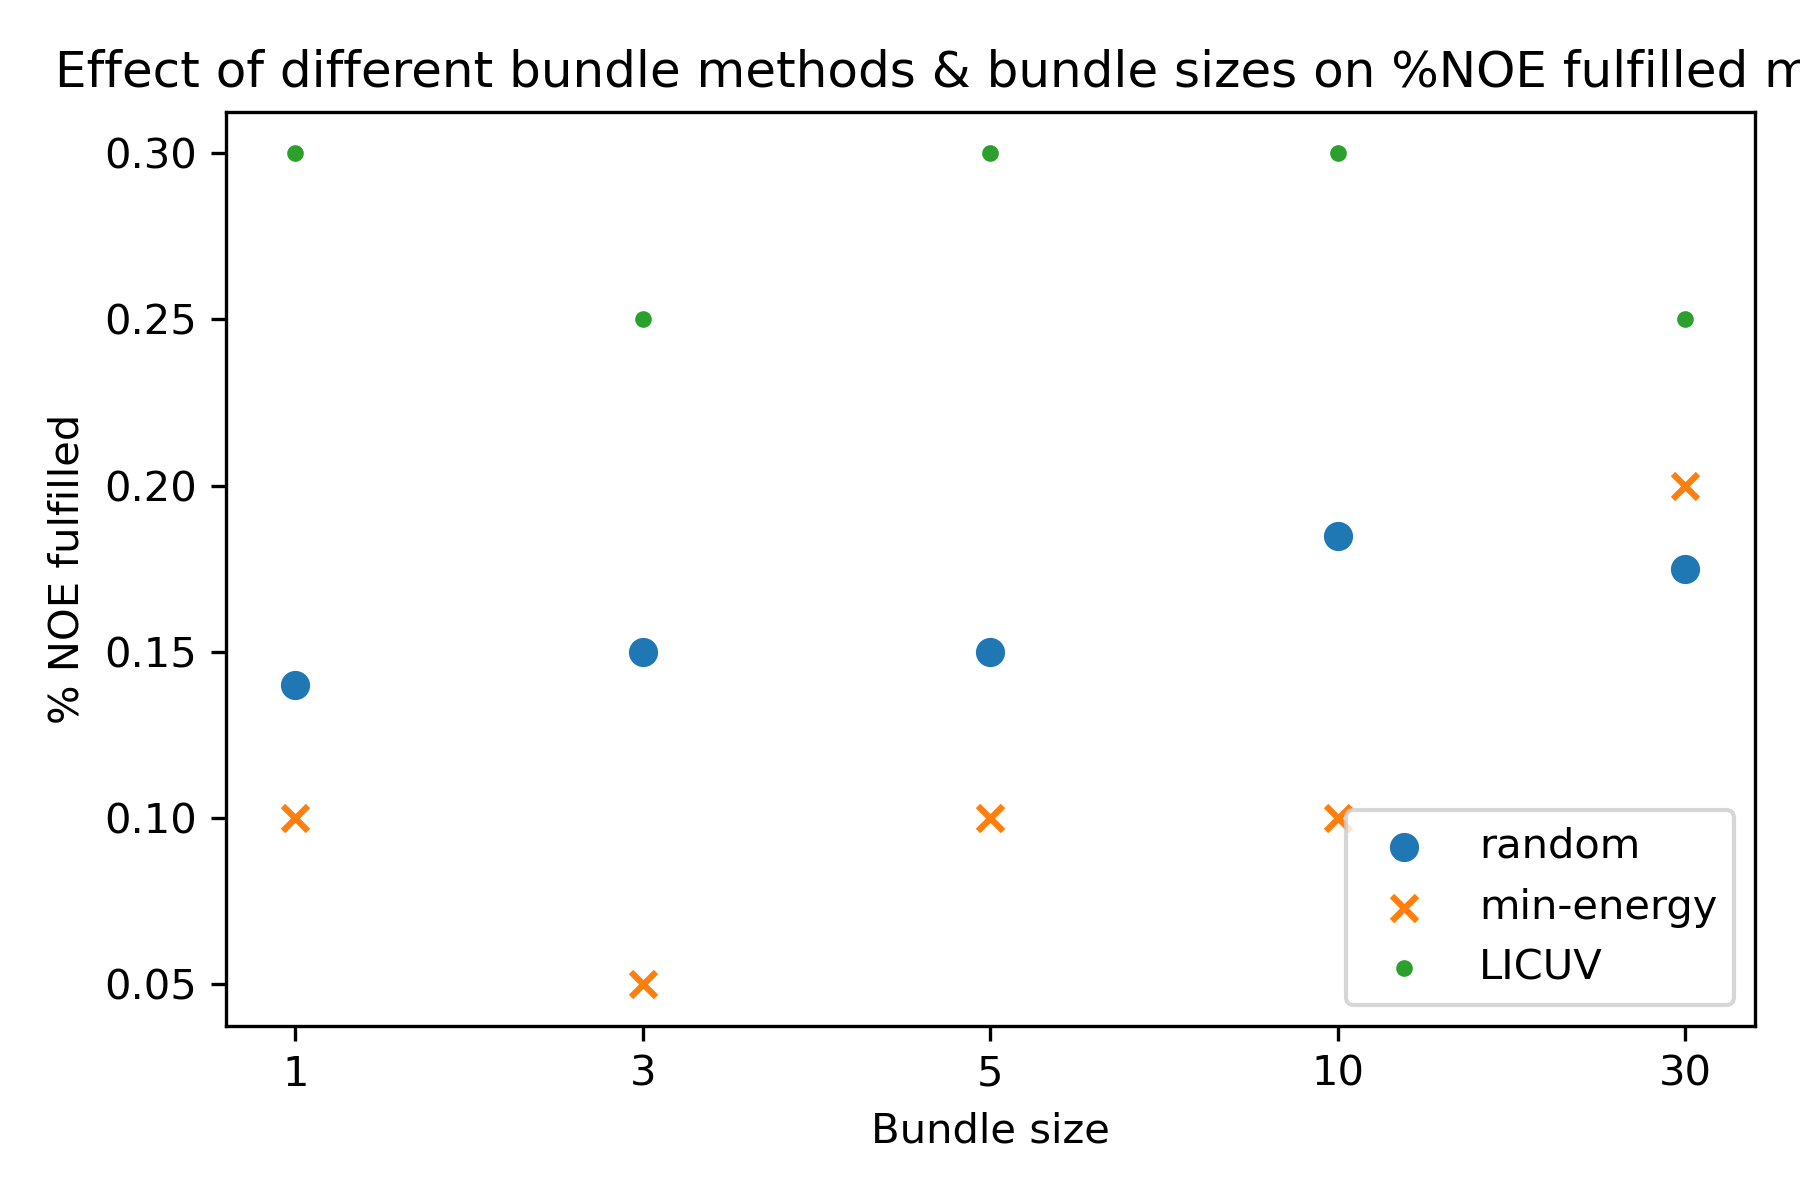 Effect of different bundle methods & bundle sizes on %NOE fulfilled
0.30
0.25
0.20
0.15
0.10
0.05
% NOE fulfilled
random
min-energy
LICUV
1 3 5 10 30
Bundle size